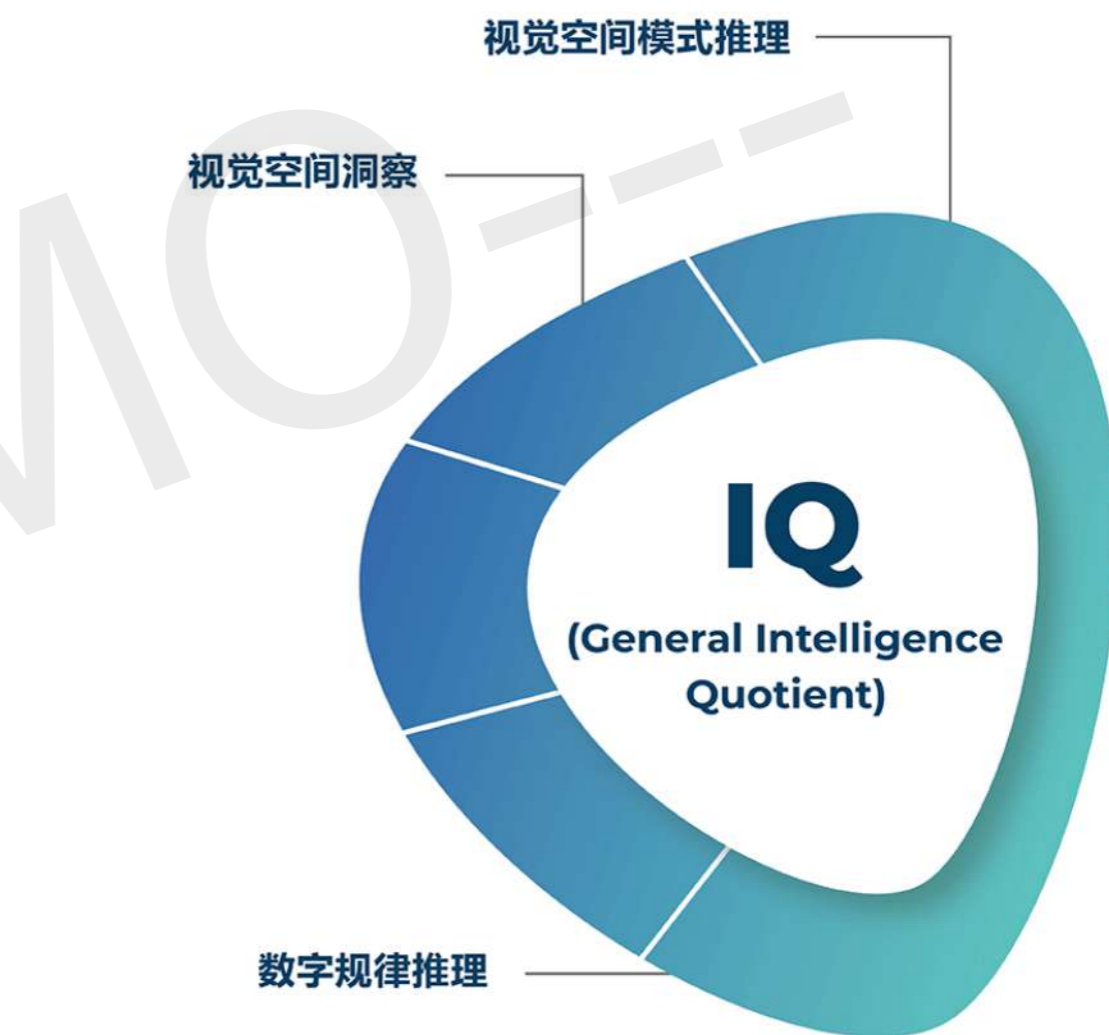 视觉空间模式推理
视觉空间洞察
IQ
(General Intelligence
Quotient)
数字规律推理